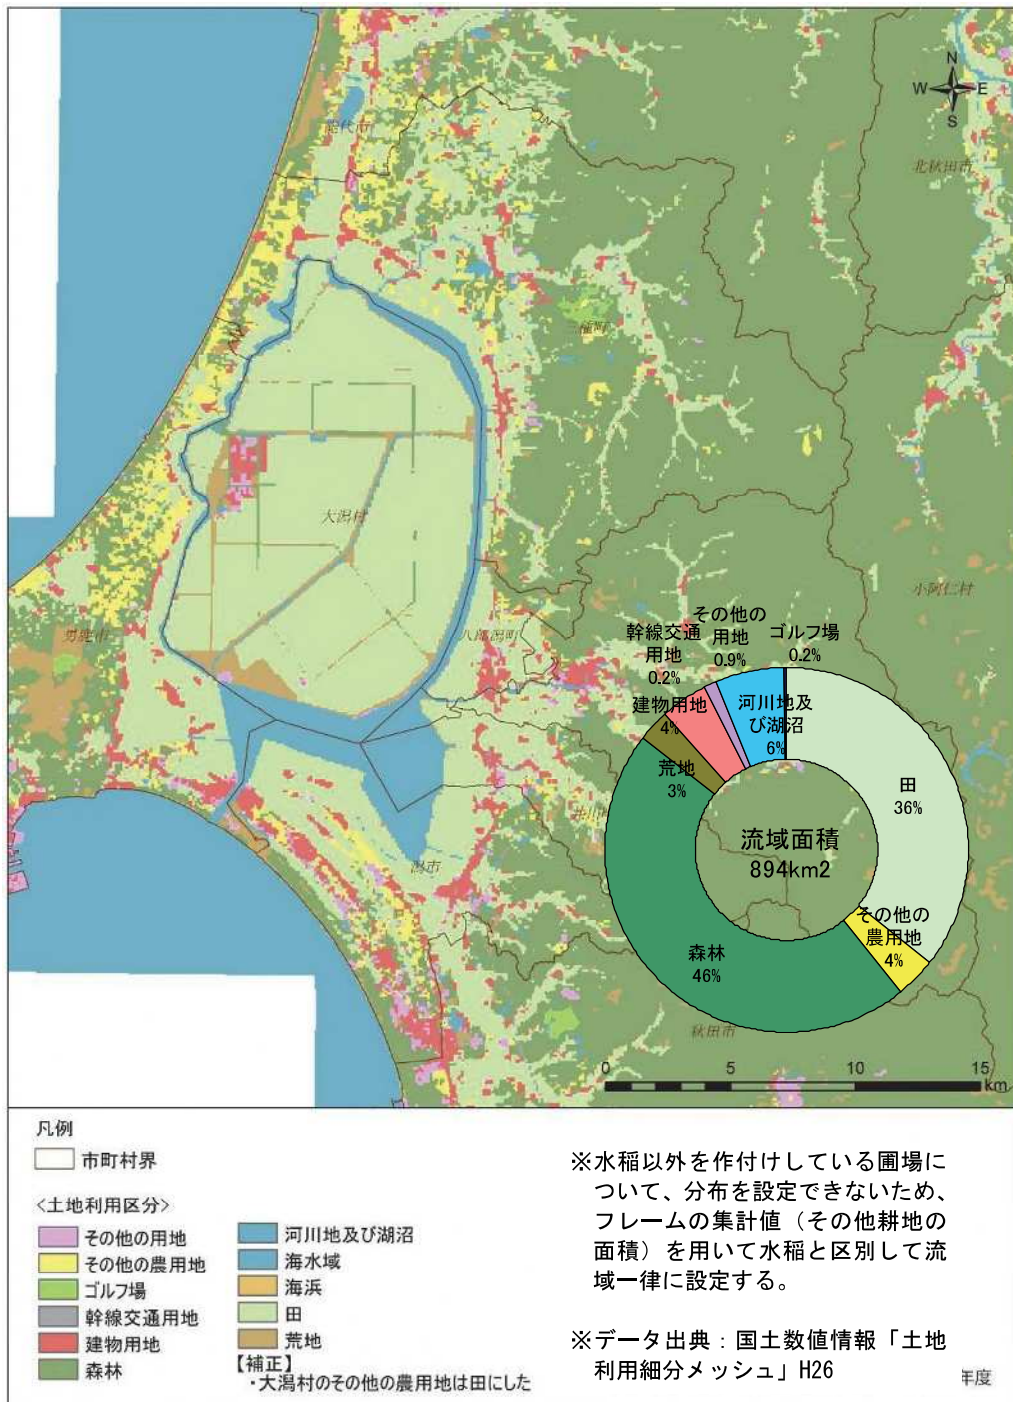 N
W E
S
能代市
北秋田市
三種町
大潟村
小阿仁村
男鹿市
八郎潟町
井川
潟市
秋田市
幹線交通
用地
0.2%
その他の
用地
0.9%
ゴルフ場
0.2%
建物用地
4%
河川地及
び湖沼
6%
荒地
3%
田
36%
流域面積
894km2
その他の
農用地
4%
森林
46%
0 5 10 15
km
凡例
市町村界
<土地利用区分>
その他の用地
その他の農用地
ゴルフ場
幹線交通用地
建物用地
森林
河川地及び湖沼
海水域
海浜
田
荒地
【補正】
・大潟村のその他の農用地は田にした
※水稲以外を作付けしている圃場に
ついて、分布を設定できないため、
フレームの集計値（その他耕地の
面積）を用いて水稲と区別して流
域一律に設定する。
※データ出典：国土数値情報「土地
利用細分メッシュ」H26
年度